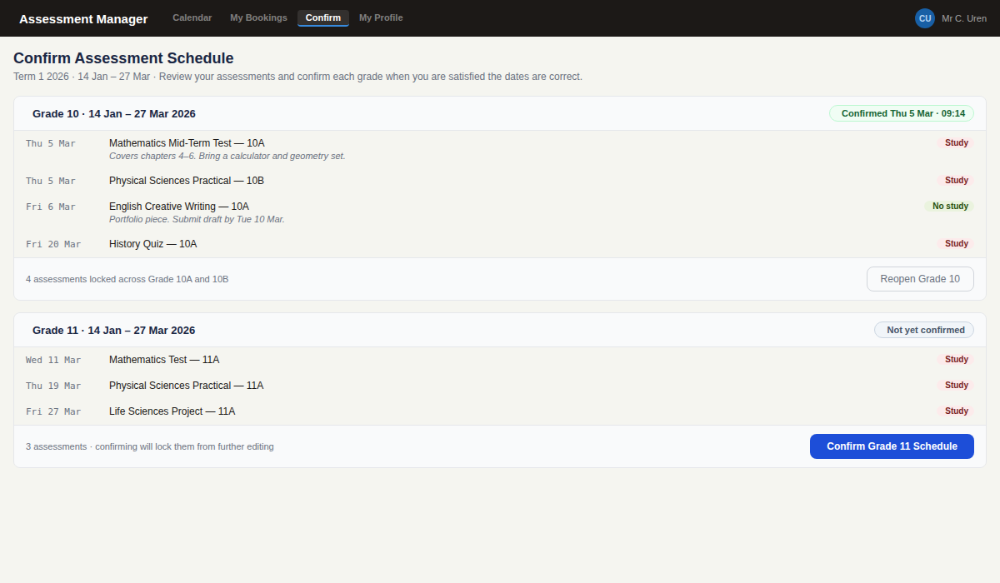 Assessment Manager
Calendar
My Bookings
Confirm
My Profile
CU
Mr C. Uren
Confirm Assessment Schedule
Term 1 2026 · 14 Jan – 27 Mar · Review your assessments and confirm each grade when you are satisfied the dates are correct.
Grade 10 · 14 Jan – 27 Mar 2026
Confirmed Thu 5 Mar · 09:14
Thu 5 Mar
Mathematics Mid-Term Test — 10A
Study
Covers chapters 4–6. Bring a calculator and geometry set.
Thu 5 Mar
Physical Sciences Practical — 10B
Study
Fri 6 Mar
English Creative Writing — 10A
No study
Portfolio piece. Submit draft by Tue 10 Mar.
Fri 20 Mar
History Quiz — 10A
Study
4 assessments locked across Grade 10A and 10B
Reopen Grade 10
Grade 11 · 14 Jan – 27 Mar 2026
Not yet confirmed
Wed 11 Mar
Mathematics Test — 11A
Study
Thu 19 Mar
Physical Sciences Practical — 11A
Study
Fri 27 Mar
Life Sciences Project — 11A
Study
3 assessments · confirming will lock them from further editing
Confirm Grade 11 Schedule